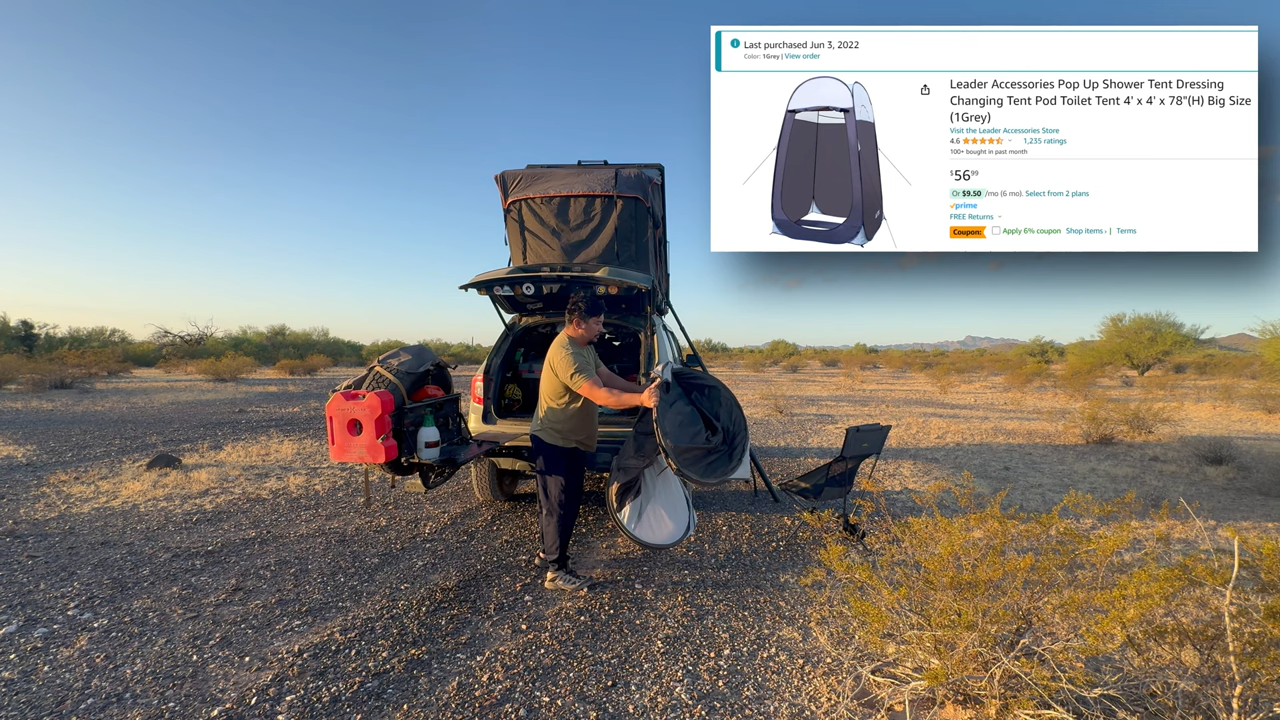 Last purchased Jun 3, 2022
Color: 1Grey | View order
Leader Accessories Pop Up Shower Tent Dressing
Changing Tent Pod Toilet Tent 4' x 4' x 78"(H) Big Size
(1Grey)
Visit the Leader Accessories Store
4.6 1,235 ratings
100+ bought in past month
$56 99
Or $9.50 /mo (6 mo). Select from 2 plans
prime
FREE Returns
Coupon: Apply 6% coupon Shop items › | Terms